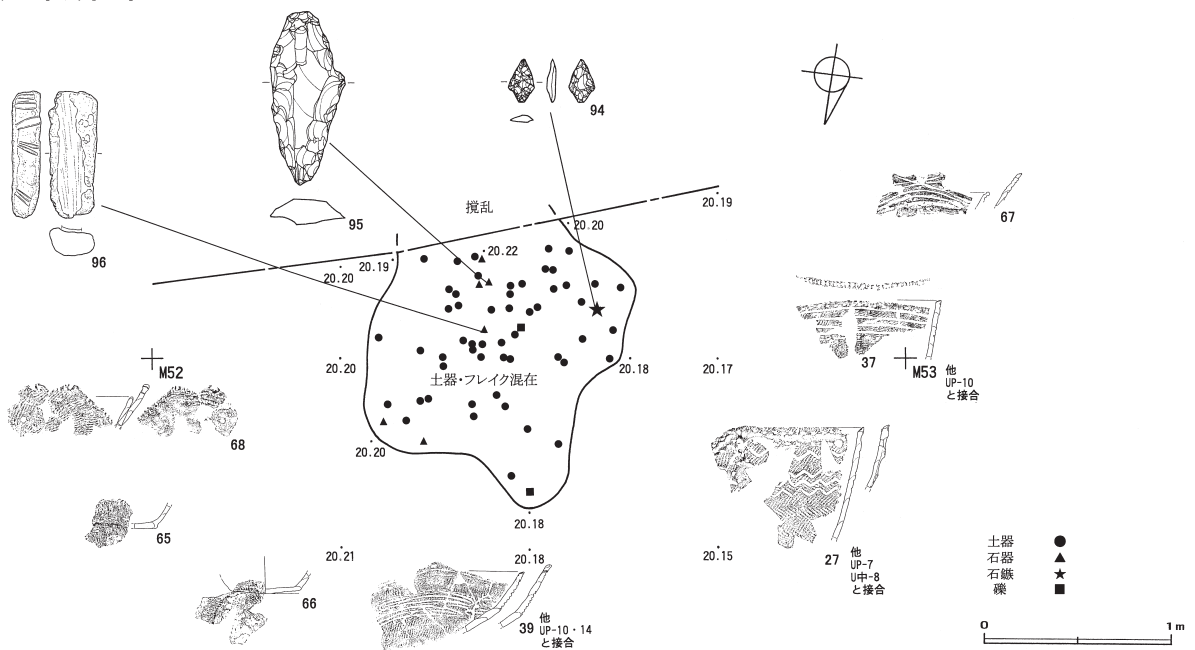 94
95
96
67
撹乱
20.19
20.20
20.22
20.19
20.20
37
他
UP-10
と接合
M53
M52
20.20
20.18
20.17
土器・フレイク混在
68
20.20
65
20.18
20.21
20.18
20.15
27
他
UP-7
U中-8
と接合
66
39
他
UP-10・14
と接合
土器 ●
石器 ▲
石鏃 ★
礫 ■
0
1 m